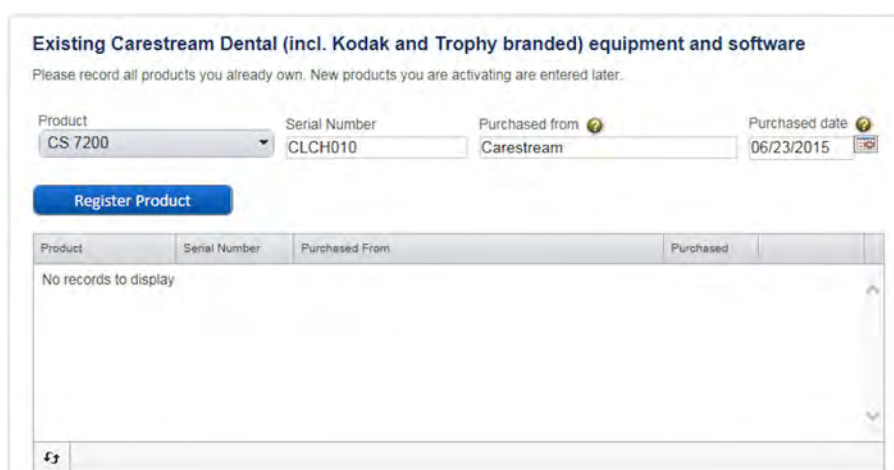 Existing Carestream Dental (incl. Kodak and Trophy branded) equipment and software
Please record all products you already own. New products you are activating are entered later.
Product Serial Number Purchased from Purchased date
CS 7200 CLCH010 Carestream 06/23/2015
Register Product
Product Serial Number Purchased From Purchased
No records to display